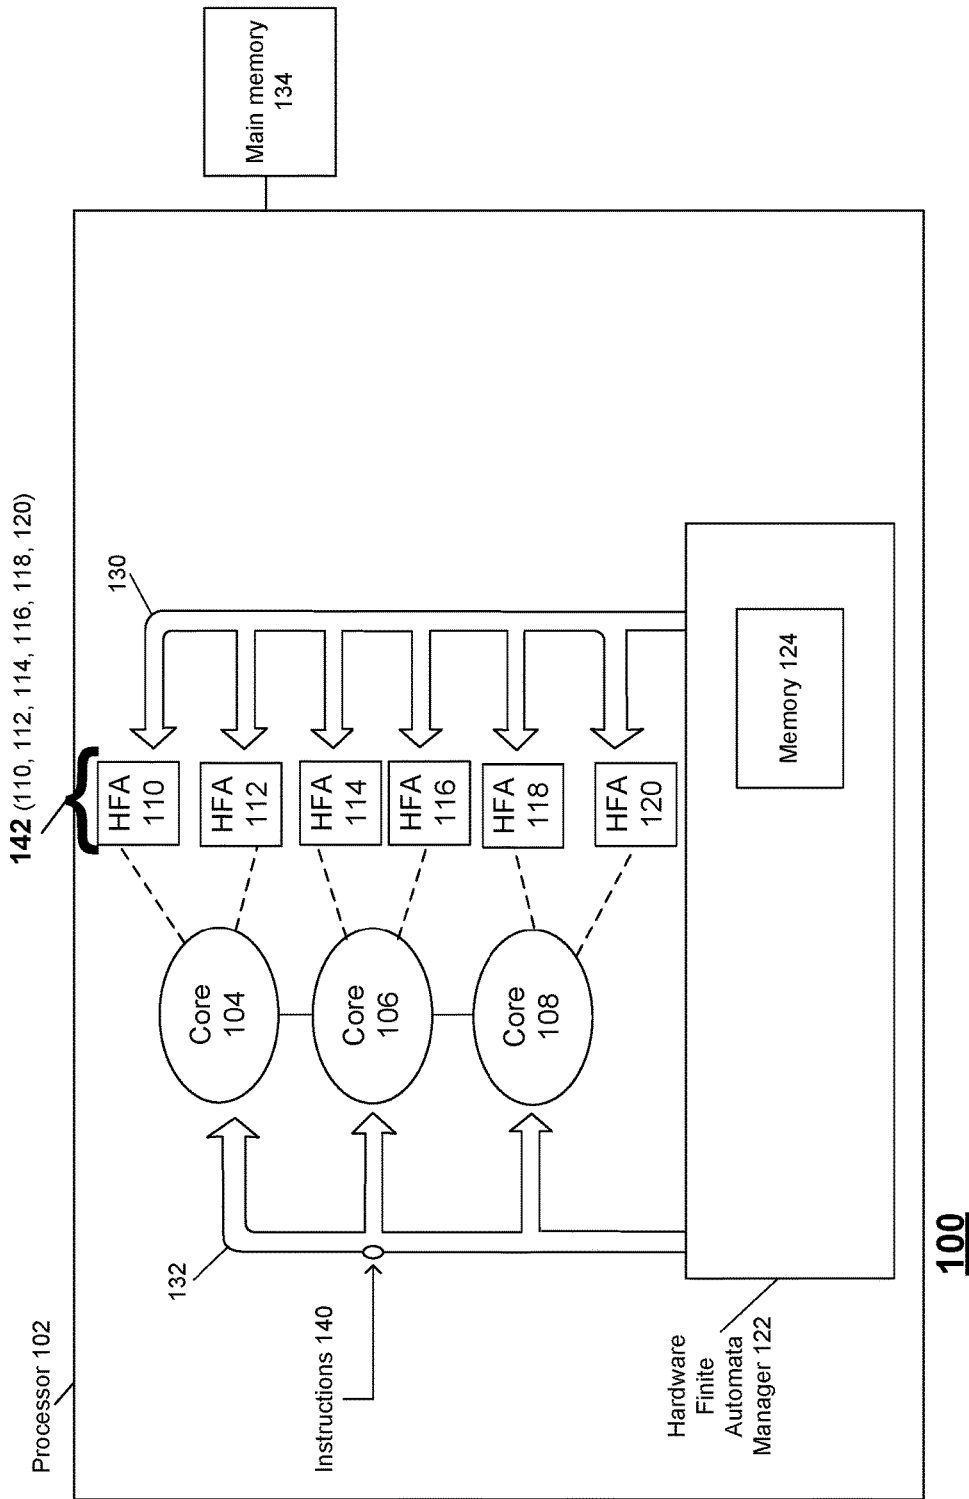 142 (110, 112, 114, 116, 118, 120)
Processor 102
132
Instructions 140
Core
104
Core
106
Core
108
HFA
110
HFA
112
HFA
114
HFA
116
HFA
118
HFA
120
130
Main memory
134
Hardware
Finite
Automata
Manager 122
Memory 124
100